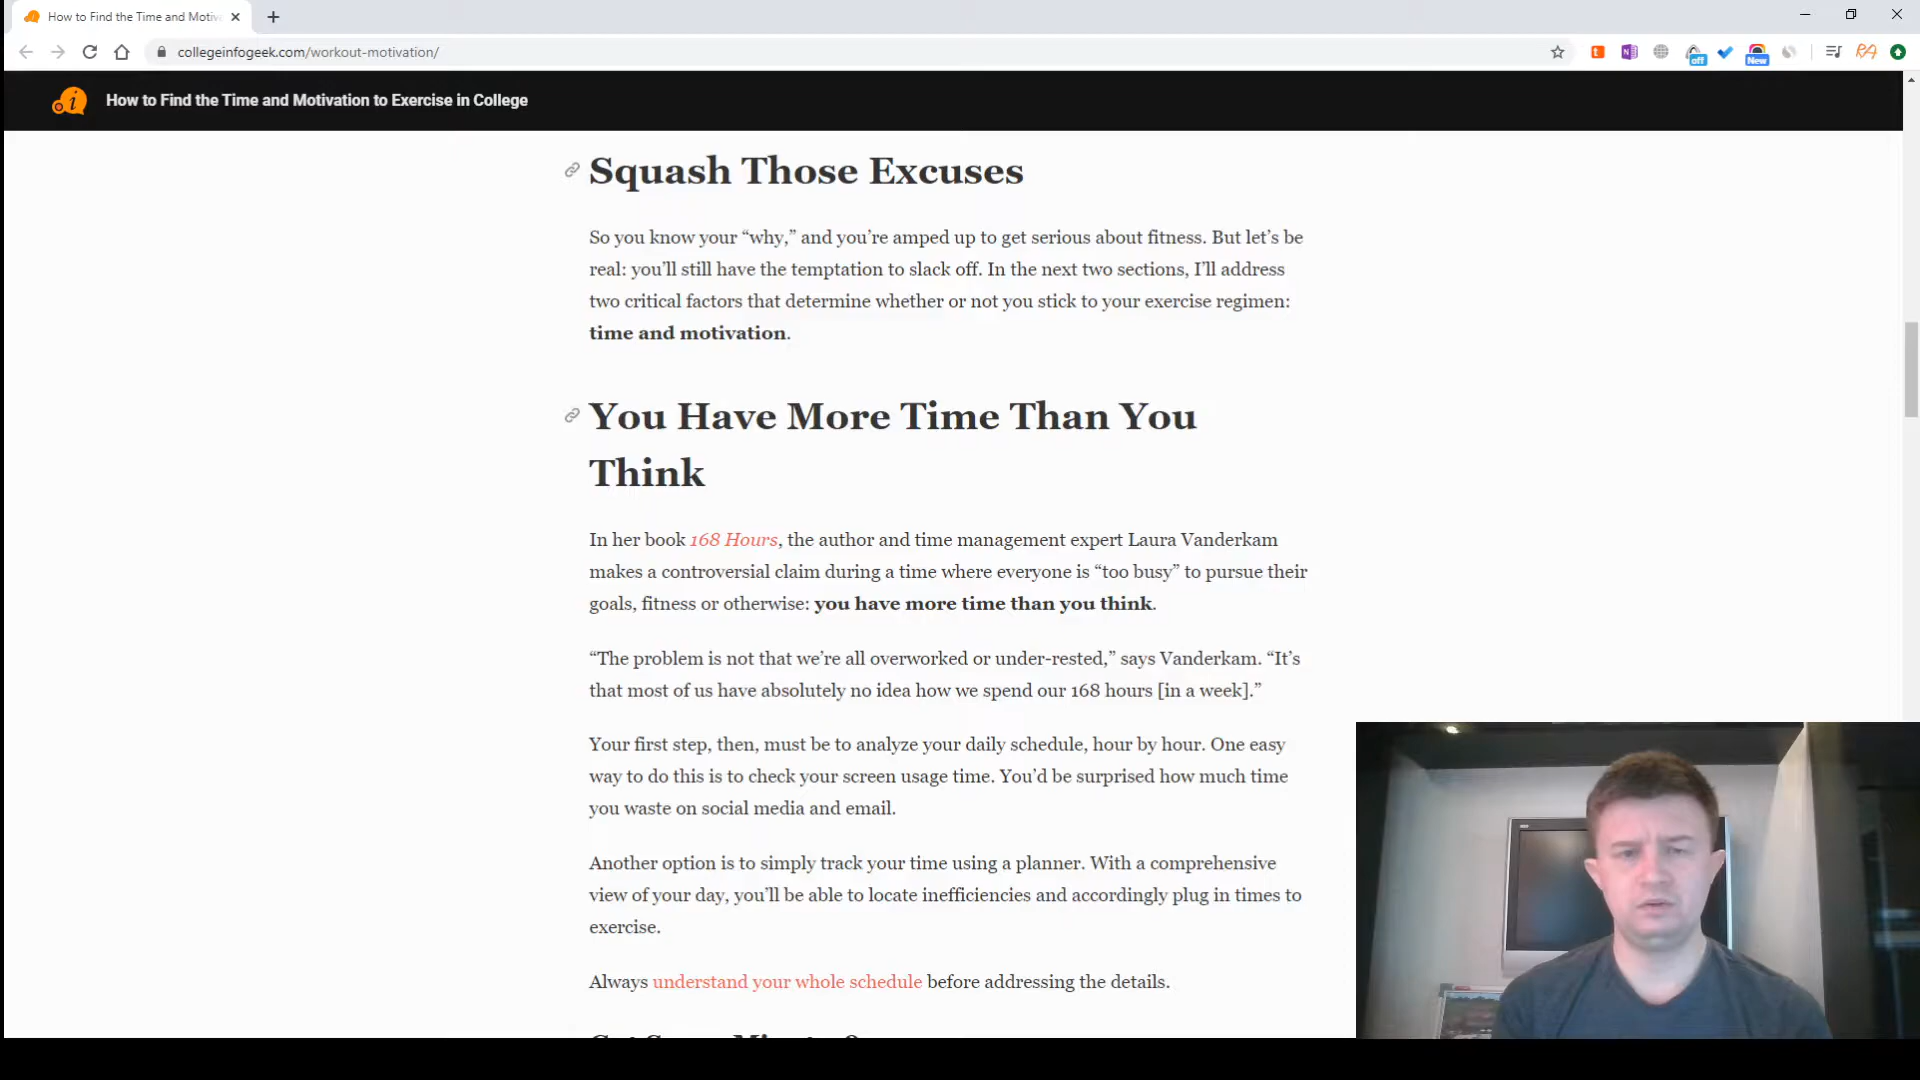 How to Find the Time and Motiv
collegeinfogeek.com/workout-motivation/
off
New
How to Find the Time and Motivation to Exercise in College
Squash Those Excuses
So you know your “why,” and you’re amped up to get serious about fitness. But let’s be
real: you’ll still have the temptation to slack off. In the next two sections, I’ll address
two critical factors that determine whether or not you stick to your exercise regimen:
time and motivation.
You Have More Time Than You
Think
In her book 168 Hours, the author and time management expert Laura Vanderkam
makes a controversial claim during a time where everyone is “too busy” to pursue their
goals, fitness or otherwise: you have more time than you think.
“The problem is not that we’re all overworked or under-rested,” says Vanderkam. “It’s
that most of us have absolutely no idea how we spend our 168 hours [in a week].”
Your first step, then, must be to analyze your daily schedule, hour by hour. One easy
way to do this is to check your screen usage time. You’d be surprised how much time
you waste on social media and email.
Another option is to simply track your time using a planner. With a comprehensive
view of your day, you’ll be able to locate inefficiencies and accordingly plug in times to
exercise.
Always understand your whole schedule before addressing the details.